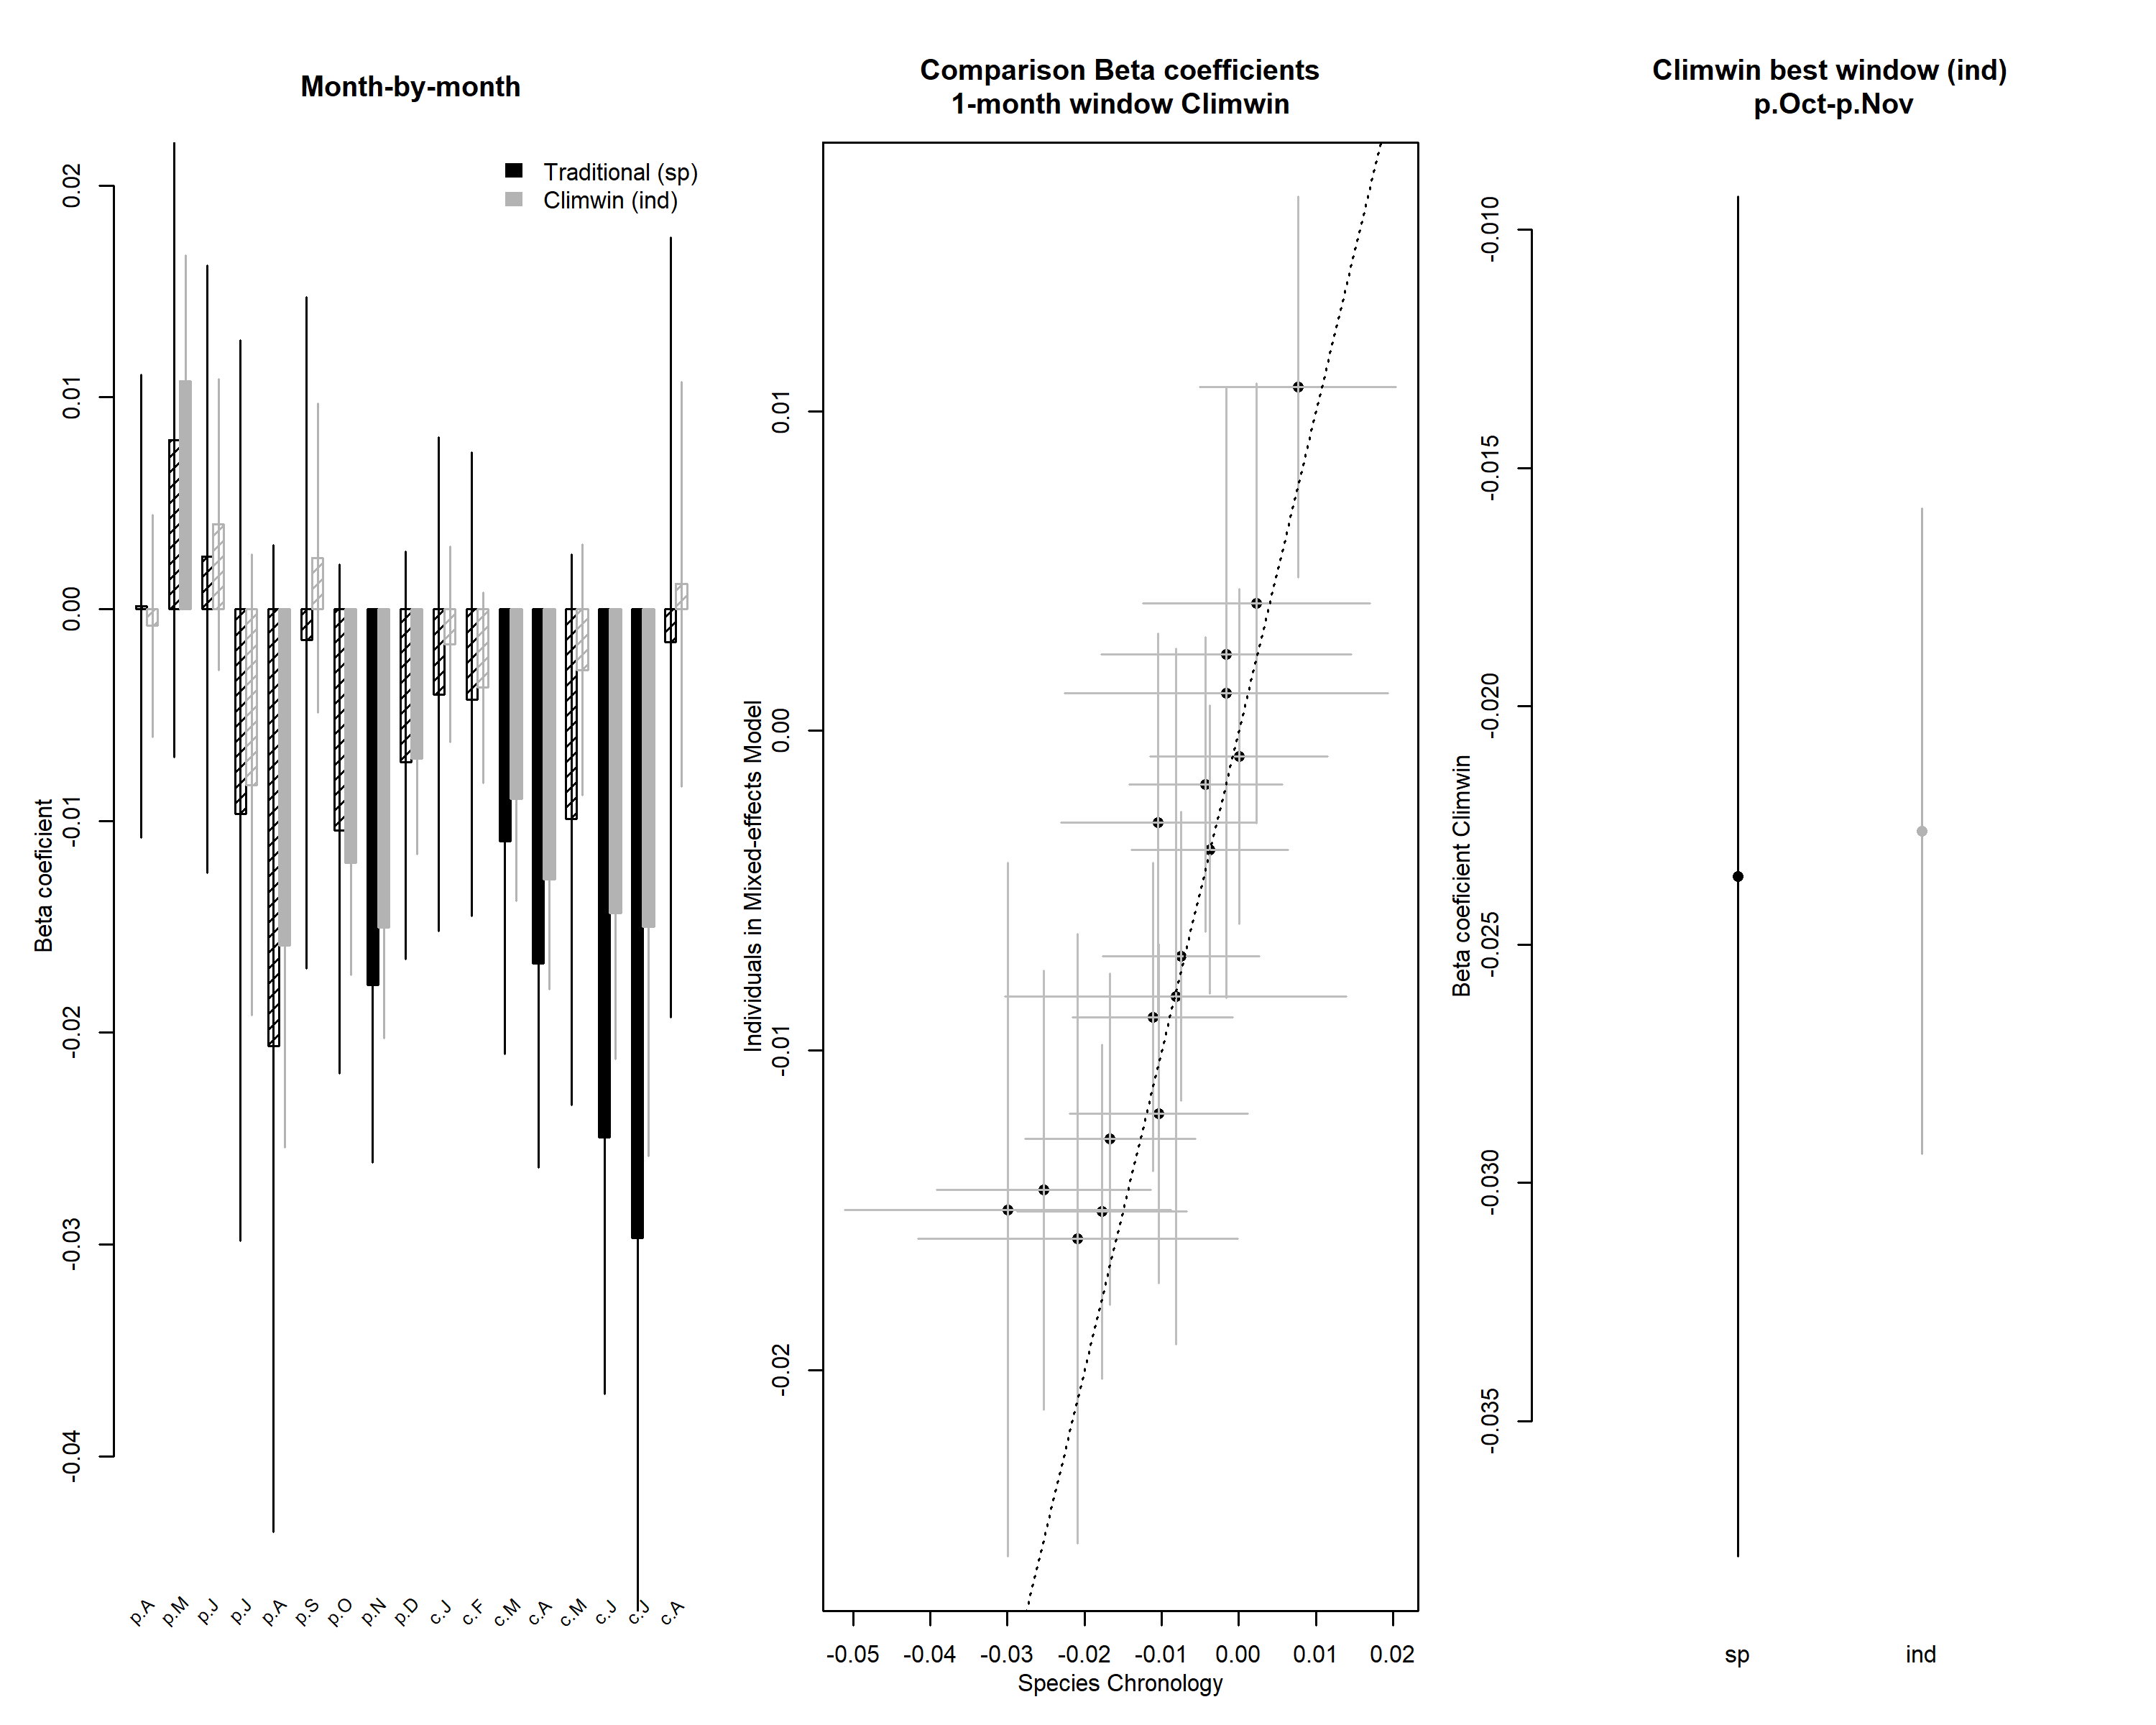 Month-by-month
Traditional (sp)
Climwin (ind)
Beta coeficient
0.02
0.01
0.00
-0.01
-0.02
-0.03
-0.04
p.A
p.M
p.J
p.J
p.A
p.S
p.O
p.N
p.D
c.J
c.F
c.M
c.A
c.M
c.J
c.J
c.A
Comparison Beta coefficients
1-month window Climwin
Individuals in Mixed-effects Model
0.01
0.00
-0.01
-0.02
-0.05
-0.04
-0.03
-0.02
-0.01
0.00
0.01
0.02
Species Chronology
Climwin best window (ind)
p.Oct-p.Nov
Beta coeficient Climwin
-0.010
-0.015
-0.020
-0.025
-0.030
-0.035
sp
ind